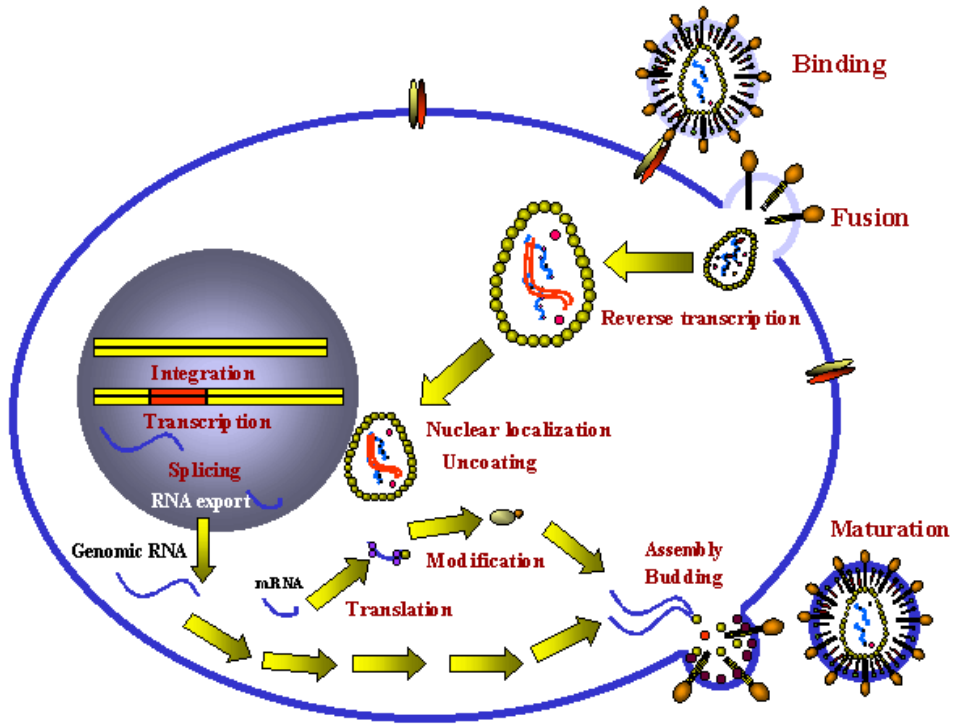 Binding
Fusion
Reverse transcription
Integration
Transcription
Nuclear localization
Uncoating
Splicing
RNA export
Genomic RNA
mRNA
Translation
Modification
Assembly
Budding
Maturation